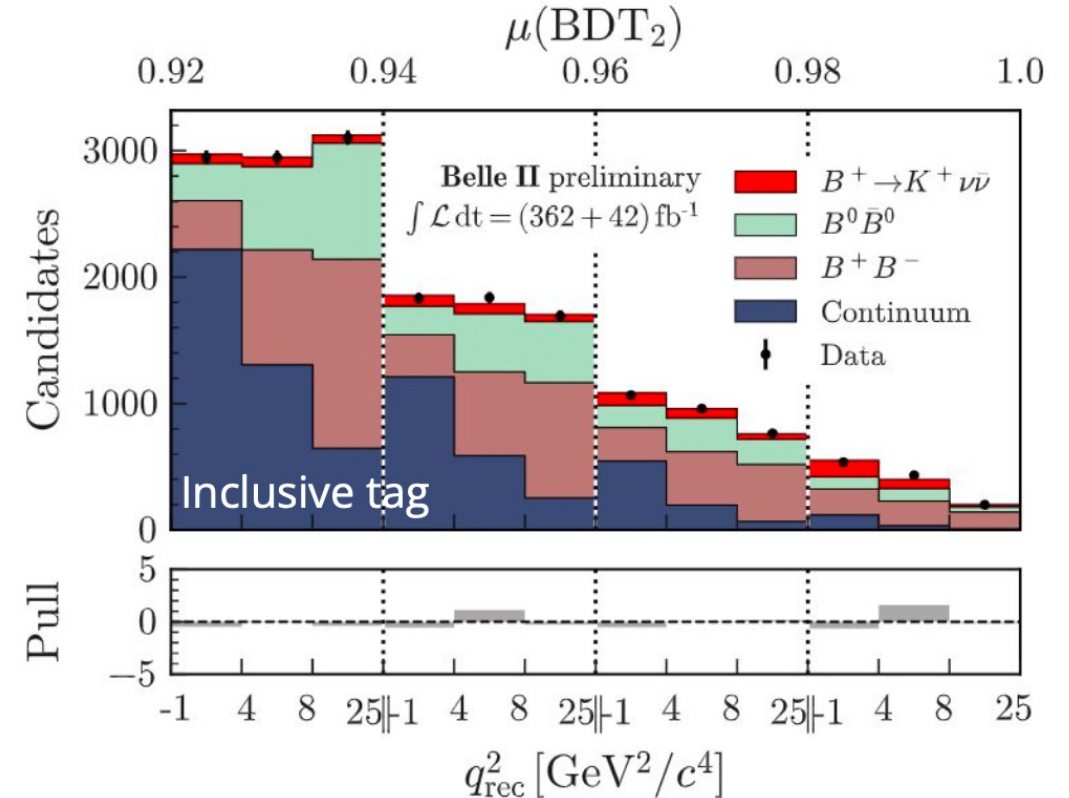 μ(BDT₂)
0.92 0.94 0.96 0.98 1.0
Candidates
3000
2000
1000
0
Belle II preliminary
∫ 𝓛 dt = (362 + 42) fb⁻¹
B⁺→K⁺νν̄
B⁰B̄⁰
B⁺B⁻
Continuum
Data
Inclusive tag
Pull
5
0
−5
-1 4 8 25||-1 4 8 25||-1 4 8 25||-1 4 8 25
q²rec [GeV²/c⁴]